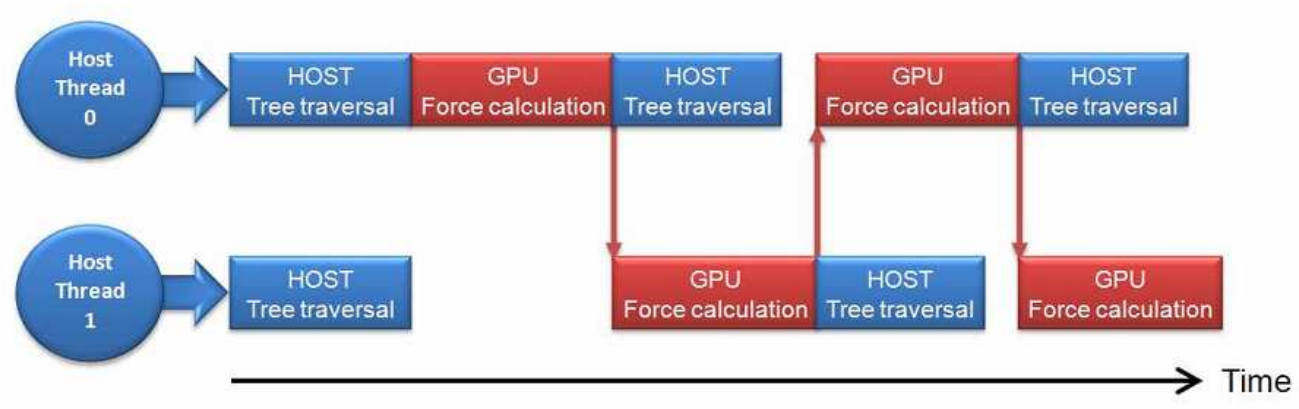 Host
Thread
0
HOST
Tree traversal
GPU
Force calculation
HOST
Tree traversal
GPU
Force calculation
HOST
Tree traversal
Host
Thread
1
HOST
Tree traversal
GPU
Force calculation
HOST
Tree traversal
GPU
Force calculation
Time